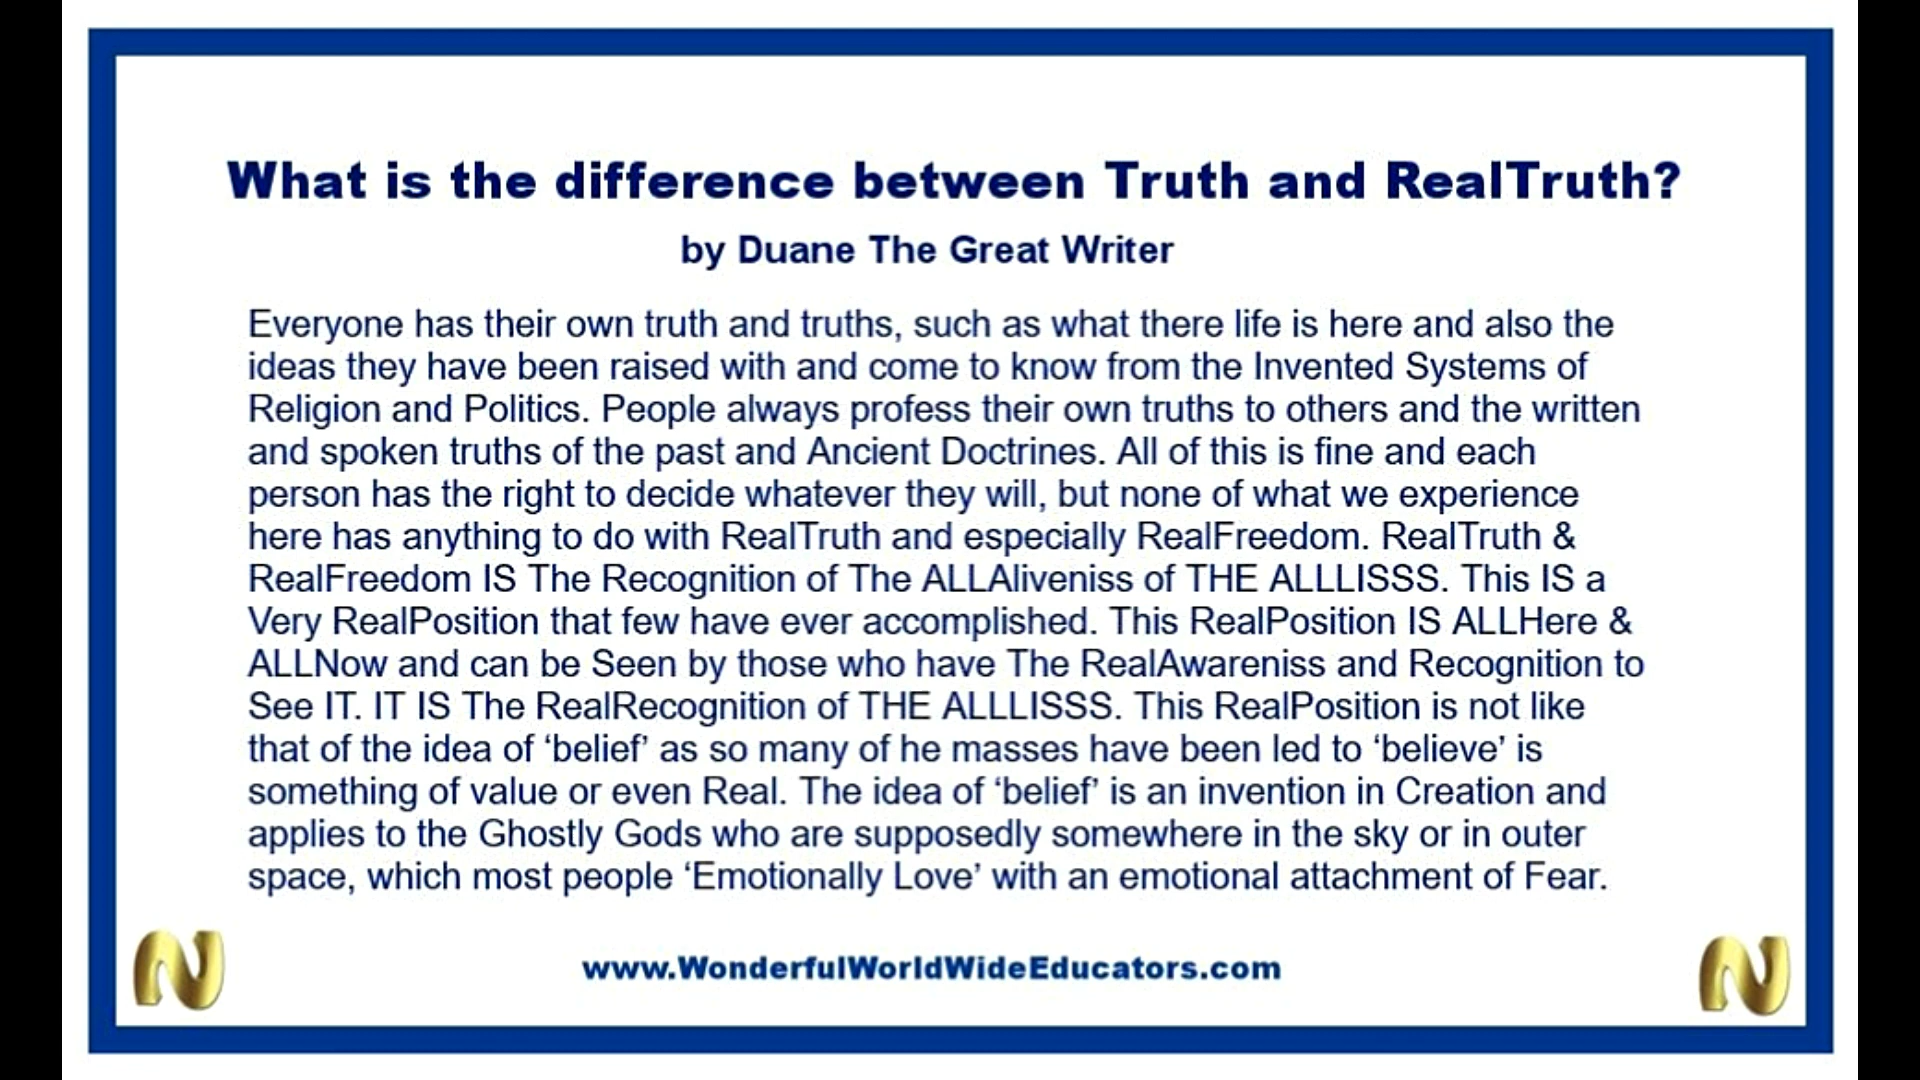 What is the difference between Truth and RealTruth?
by Duane The Great Writer
Everyone has their own truth and truths, such as what there life is here and also the
ideas they have been raised with and come to know from the Invented Systems of
Religion and Politics. People always profess their own truths to others and the written
and spoken truths of the past and Ancient Doctrines. All of this is fine and each
person has the right to decide whatever they will, but none of what we experience
here has anything to do with RealTruth and especially RealFreedom. RealTruth &
RealFreedom IS The Recognition of The ALLAliveniss of THE ALLLISSS. This IS a
Very RealPosition that few have ever accomplished. This RealPosition IS ALLHere &
ALLNow and can be Seen by those who have The RealAwareniss and Recognition to
See IT. IT IS The RealRecognition of THE ALLLISSS. This RealPosition is not like
that of the idea of ‘belief’ as so many of he masses have been led to ‘believe’ is
something of value or even Real. The idea of ‘belief’ is an invention in Creation and
applies to the Ghostly Gods who are supposedly somewhere in the sky or in outer
space, which most people ‘Emotionally Love’ with an emotional attachment of Fear.
N
www.WonderfulWorldWideEducators.com
N